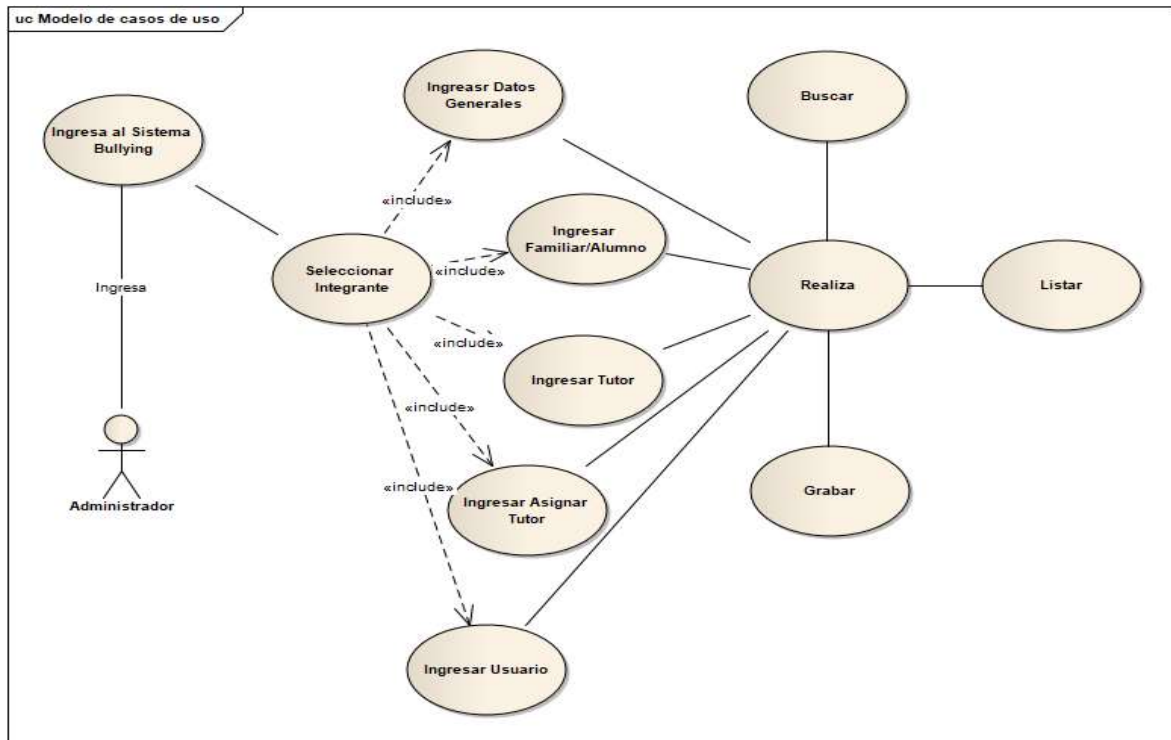 uc Modelo de casos de uso
Ingreasr Datos
Generales
Buscar
Ingresa al Sistema
Bullying
«include»
Ingresar
Familiar/Alumno
Seleccionar
Integrante
«include»
Realiza
Listar
Ingresa
«include»
Ingresar Tutor
«include»
«include»
Ingresar Asignar
Tutor
Grabar
Administrador
Ingresar Usuario